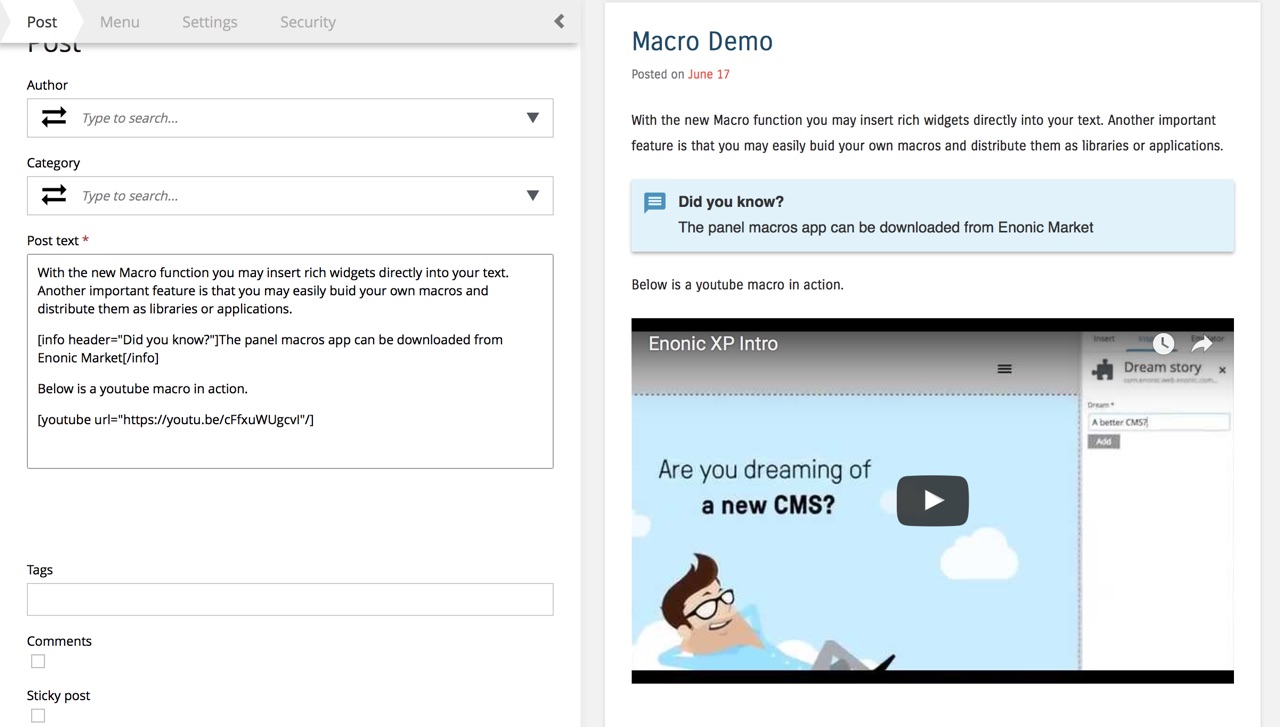 Post
Menu
Settings
Security
Post
Author
Type to search...
Category
Type to search...
Post text *
With the new Macro function you may insert rich widgets directly into your text.
Another important feature is that you may easily buid your own macros and
distribute them as libraries or applications.
[info header="Did you know?"]The panel macros app can be downloaded from
Enonic Market[/info]
Below is a youtube macro in action.
[youtube url="https://youtu.be/cFfxuWUgcvI"/]
Tags
Comments
Sticky post
Macro Demo
Posted on June 17
With the new Macro function you may insert rich widgets directly into your text. Another important
feature is that you may easily buid your own macros and distribute them as libraries or applications.
Did you know?
The panel macros app can be downloaded from Enonic Market
Below is a youtube macro in action.
Enonic XP Intro
Insert
Dream story
Dream *
A better CMS?
Add
Are you dreaming of
a new CMS?